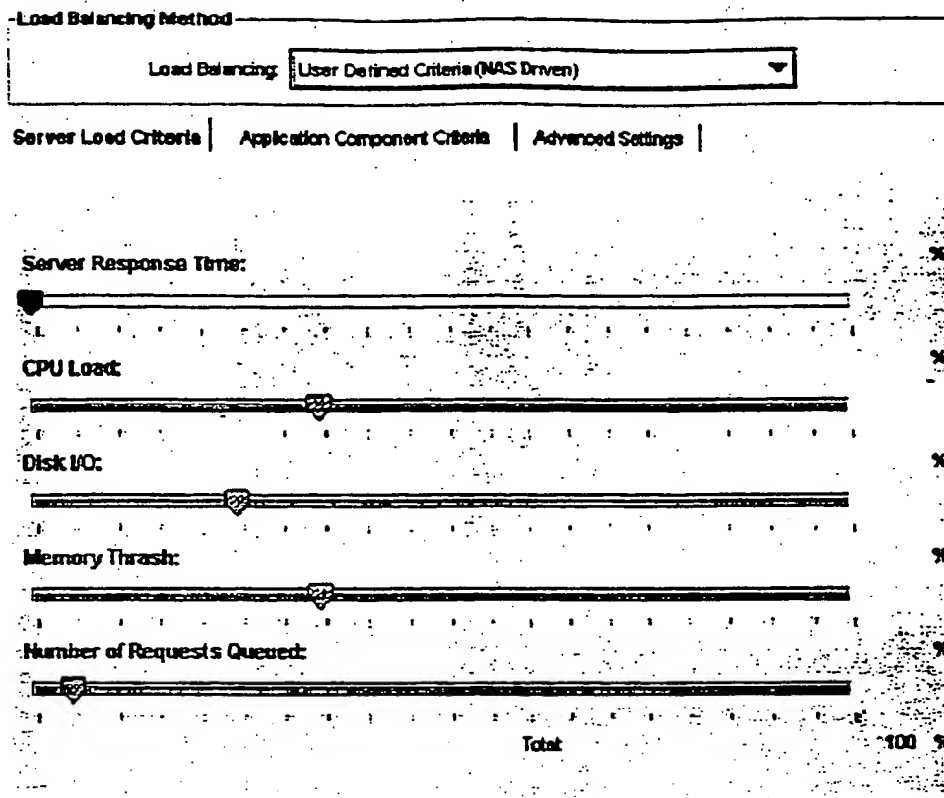 Load Balancing Method
Load Balancing: User Defined Criteria (NAS Driven)
Server Load Criteria Application Component Criteria Advanced Settings
Server Response Time: %
CPU Load: %
Disk I/O: %
Memory Thrash: %
Number of Requests Queued: %
Total: 100 %